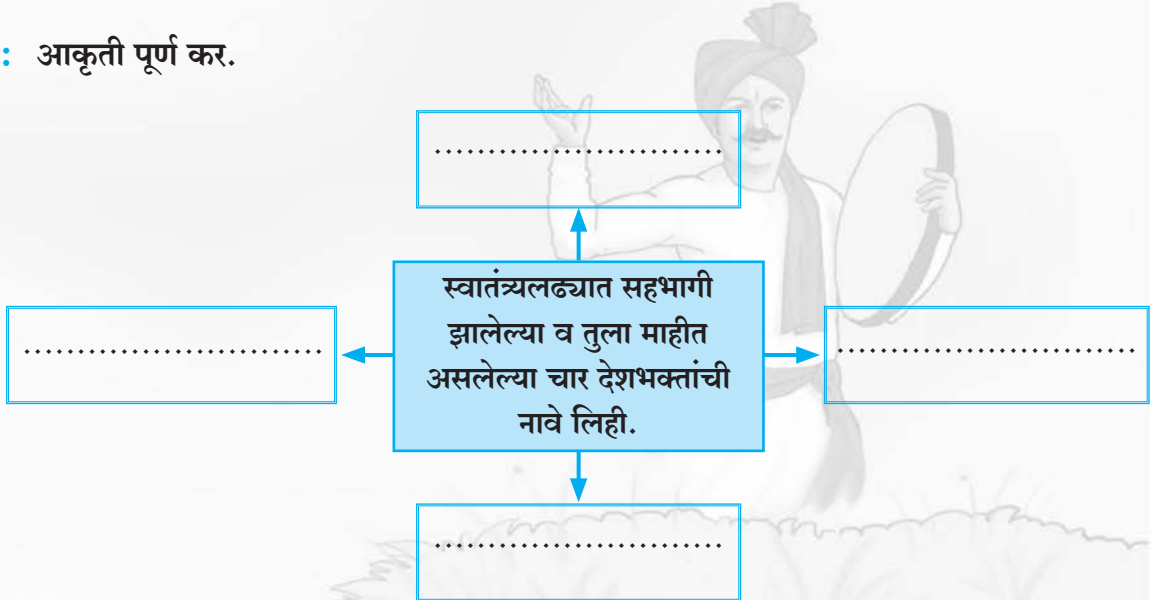 : आकृती पूर्ण कर.
..........................
स्वातंत्र्यलढ्यात सहभागी
झालेल्या व तुला माहीत
असलेल्या चार देशभक्तांची
नावे लिही.
...........................
...........................
..........................